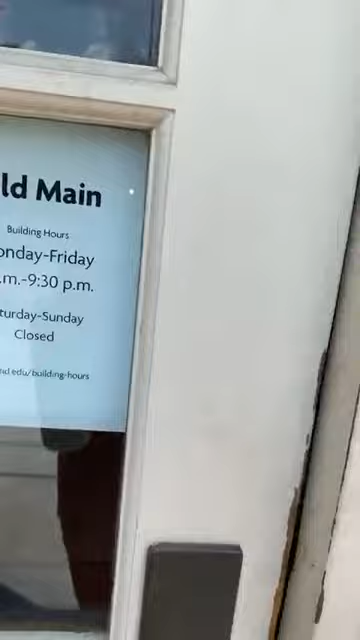 ld Main
Building Hours
onday-Friday
.m.-9:30 p.m.
turday-Sunday
Closed
nd.edu/building-hours